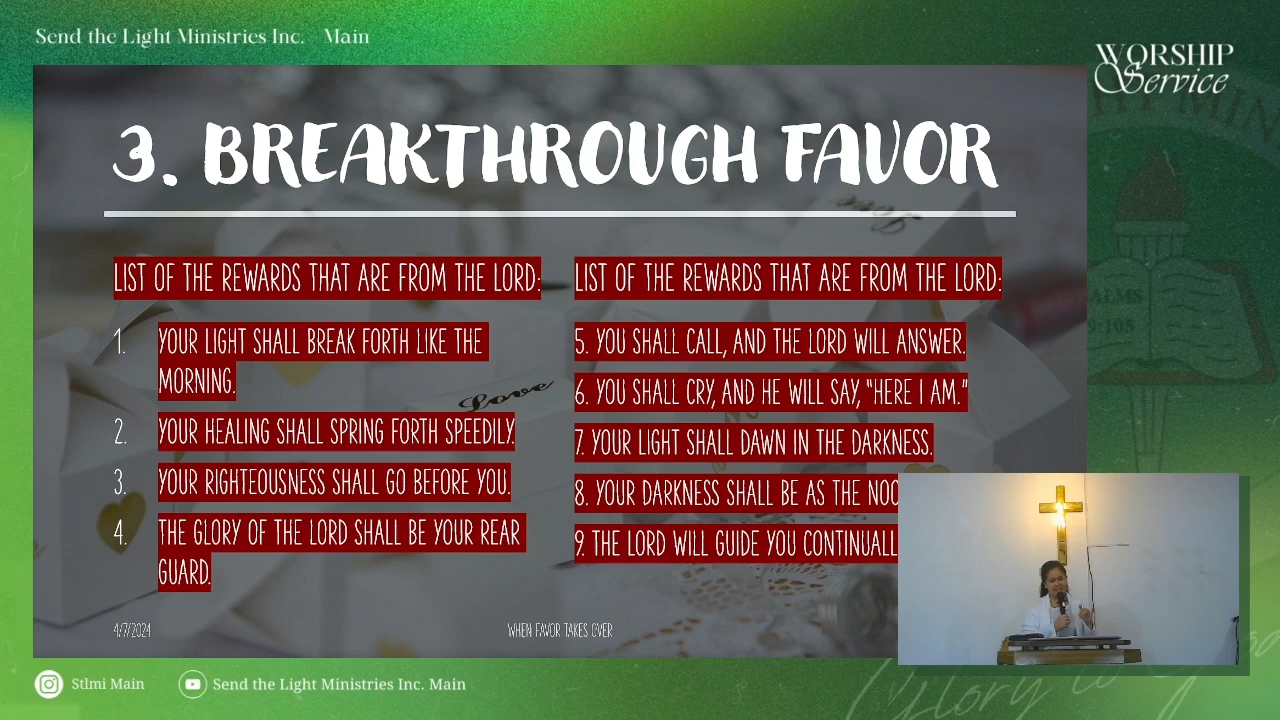 Send the Light Ministries Inc. Main
WORSHIP
Service
3. BREAKTHROUGH FAVOR
LIST OF THE REWARDS THAT ARE FROM THE LORD:
1. YOUR LIGHT SHALL BREAK FORTH LIKE THE
MORNING.
2. YOUR HEALING SHALL SPRING FORTH SPEEDILY.
3. YOUR RIGHTEOUSNESS SHALL GO BEFORE YOU.
4. THE GLORY OF THE LORD SHALL BE YOUR REAR
GUARD.
LIST OF THE REWARDS THAT ARE FROM THE LORD:
5. YOU SHALL CALL, AND THE LORD WILL ANSWER.
6. YOU SHALL CRY, AND HE WILL SAY, "HERE I AM."
7. YOUR LIGHT SHALL DAWN IN THE DARKNESS.
8. YOUR DARKNESS SHALL BE AS THE
9. THE LORD WILL GUIDE YOU
Love
Love
4/7/2024
WHEN FAVOR TAKES OVER
Stlmi Main
Send the Light Ministries Inc. Main
Glory to